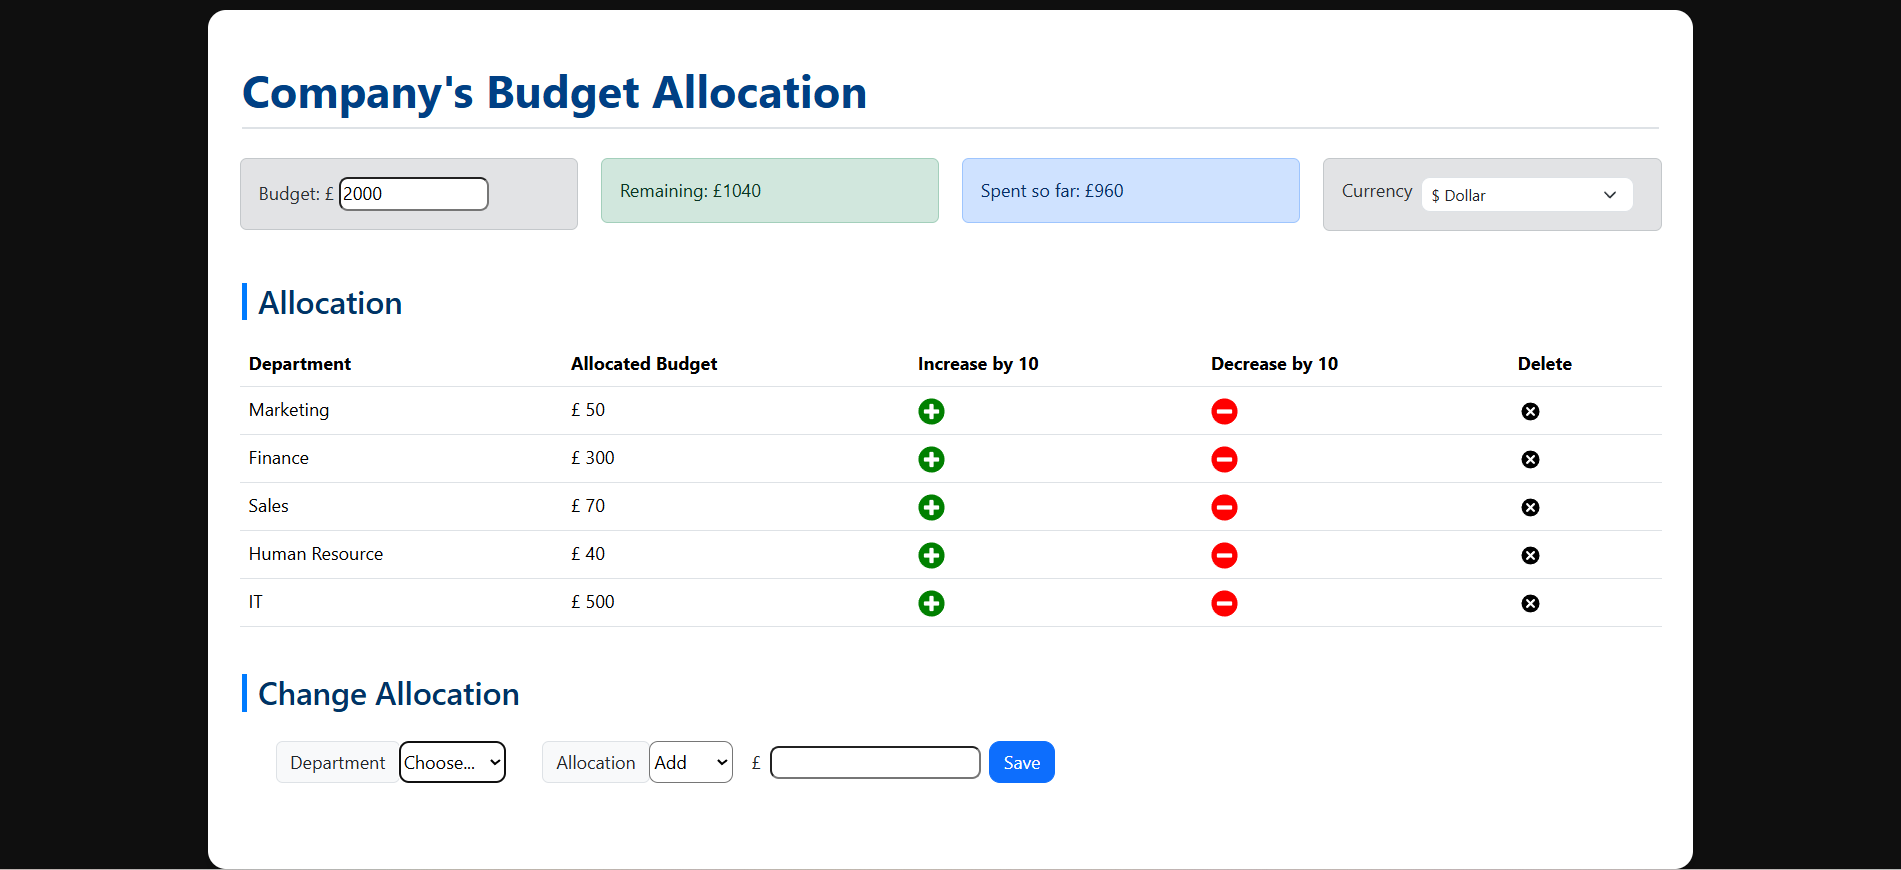 Company's Budget Allocation
Budget: £ 2000
Remaining: £1040
Spent so far: £960
Currency $ Dollar
Allocation
Department Allocated Budget Increase by 10 Decrease by 10 Delete
Marketing £ 50
Finance £ 300
Sales £ 70
Human Resource £ 40
IT £ 500
Change Allocation
Department Choose... Allocation Add £ Save